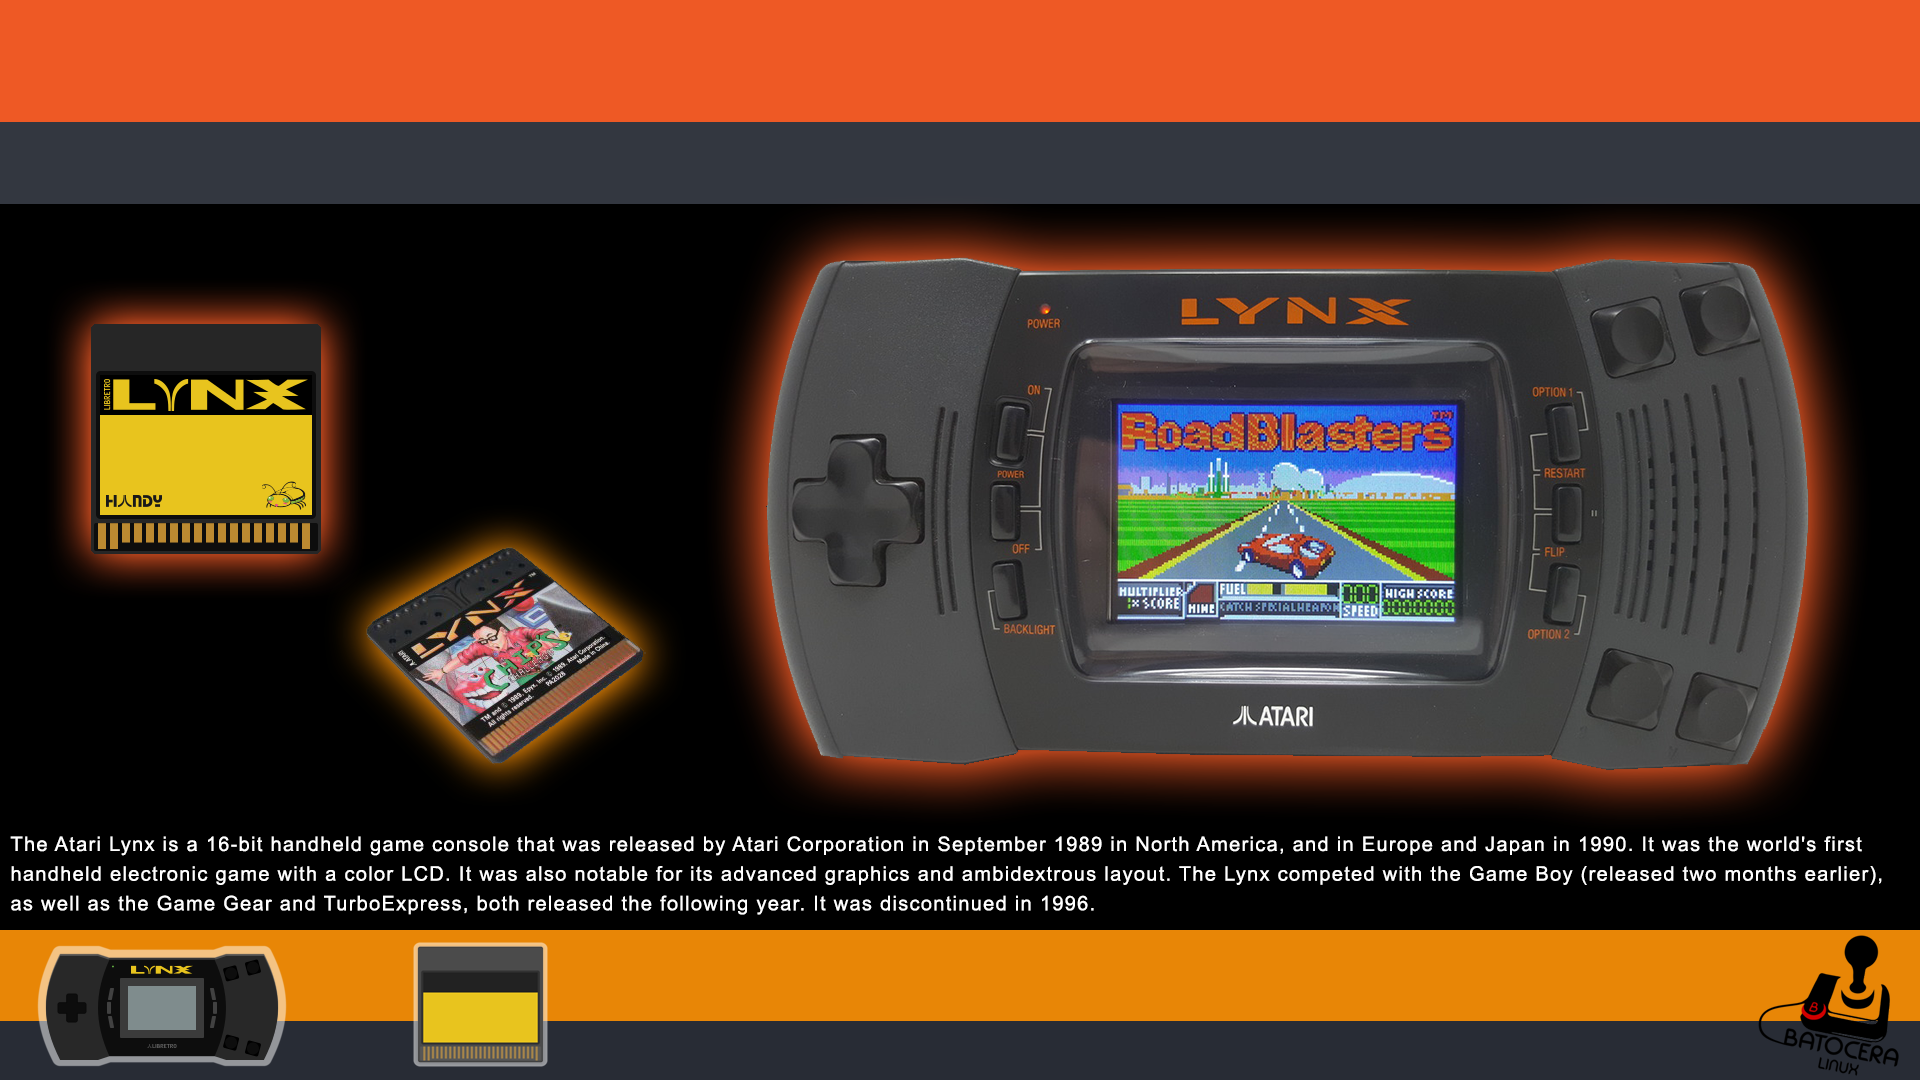 LYNX
POWER
ON
POWER
OFF
BACKLIGHT
OPTION 1
RESTART
FLIP
OPTION 2
RoadBlasters™
MULTIPLIER
1X SCORE
MINE
FUEL
CATCH SPECIAL WEAPON
SPEED
HIGH SCORE
0000000
ATARI
LIBRETRO
LYNX
HANDY
ATARI
LYNX™
CHIP'S
CHALLENGE
TM and © 1989, Epyx, Inc. © 1989, Atari Corporation.
All rights reserved. PA2028 Made in China.
The Atari Lynx is a 16-bit handheld game console that was released by Atari Corporation in September 1989 in North America, and in Europe and Japan in 1990. It was the world's first
handheld electronic game with a color LCD. It was also notable for its advanced graphics and ambidextrous layout. The Lynx competed with the Game Boy (released two months earlier),
as well as the Game Gear and TurboExpress, both released the following year. It was discontinued in 1996.
LYNX
LIBRETRO
B
BATOCERA
LINUX